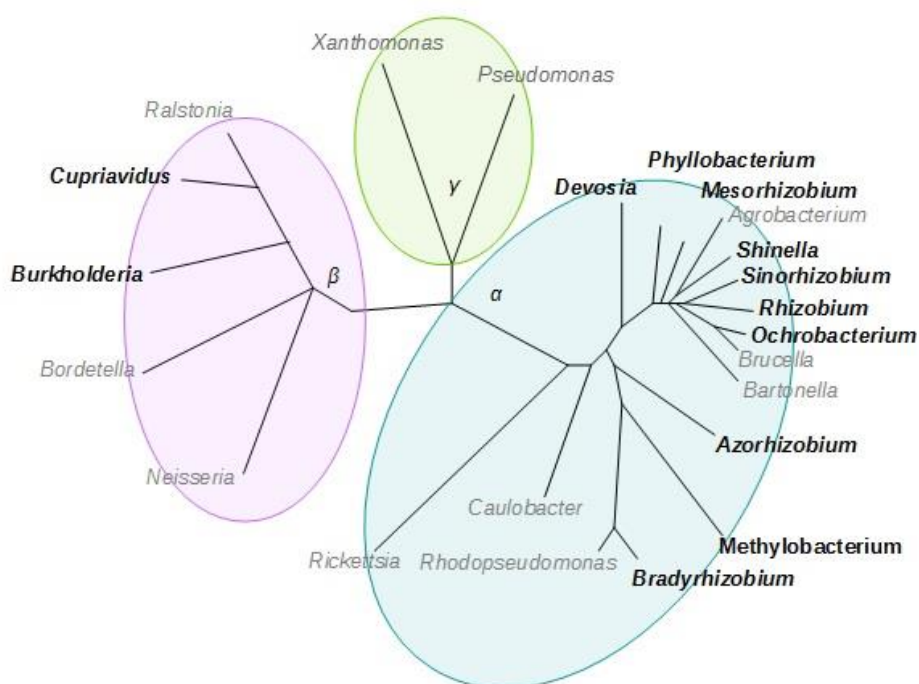 Xanthomonas
Pseudomonas
Ralstonia
Cupriavidus
Burkholderia
Bordetella
Neisseria
γ
β
α
Devosia
Phyllobacterium
Mesorhizobium
Agrobacterium
Shinella
Sinorhizobium
Rhizobium
Ochrobacterium
Brucella
Bartonella
Azorhizobium
Methylobacterium
Bradyrhizobium
Rhodopseudomonas
Caulobacter
Rickettsia